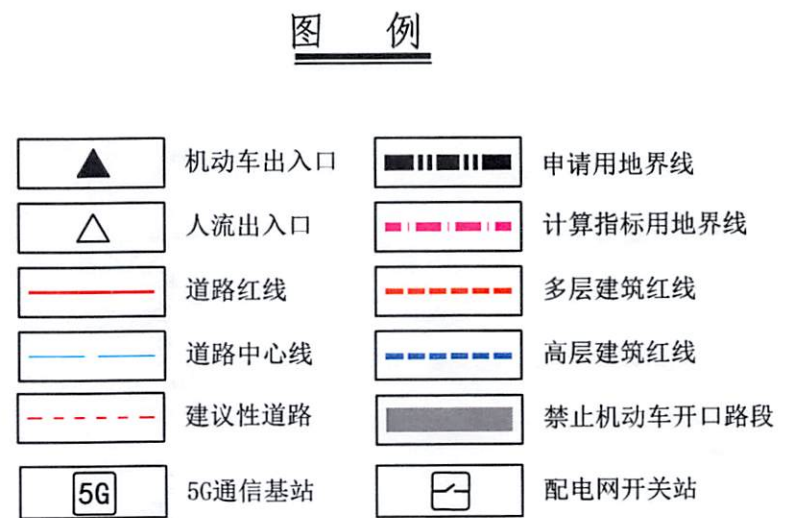 图 例
机动车出入口 申请用地界线
人流出入口 计算指标用地界线
道路红线 多层建筑红线
道路中心线 高层建筑红线
建议性道路 禁止机动车开口路段
5G 5G通信基站 配电网开关站